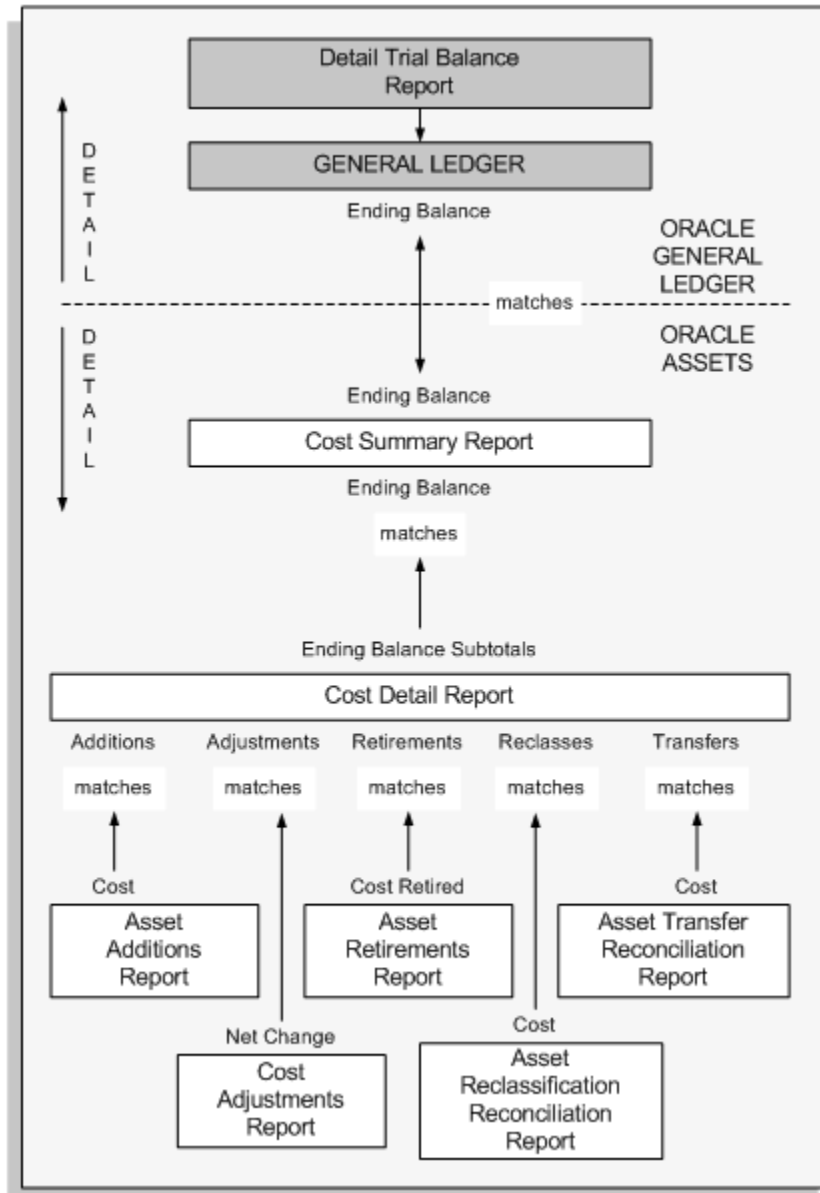 Detail Trial Balance
Report
GENERAL LEDGER
Ending Balance
DETAIL
ORACLE
GENERAL
LEDGER
matches
DETAIL
ORACLE
ASSETS
Ending Balance
Cost Summary Report
Ending Balance
matches
Ending Balance Subtotals
Cost Detail Report
Additions Adjustments Retirements Reclasses Transfers
matches matches matches matches matches
Cost Cost Retired Cost
Asset
Additions
Report
Asset
Retirements
Report
Asset Transfer
Reconciliation
Report
Net Change
Cost
Adjustments
Report
Cost
Asset
Reclassification
Reconciliation
Report